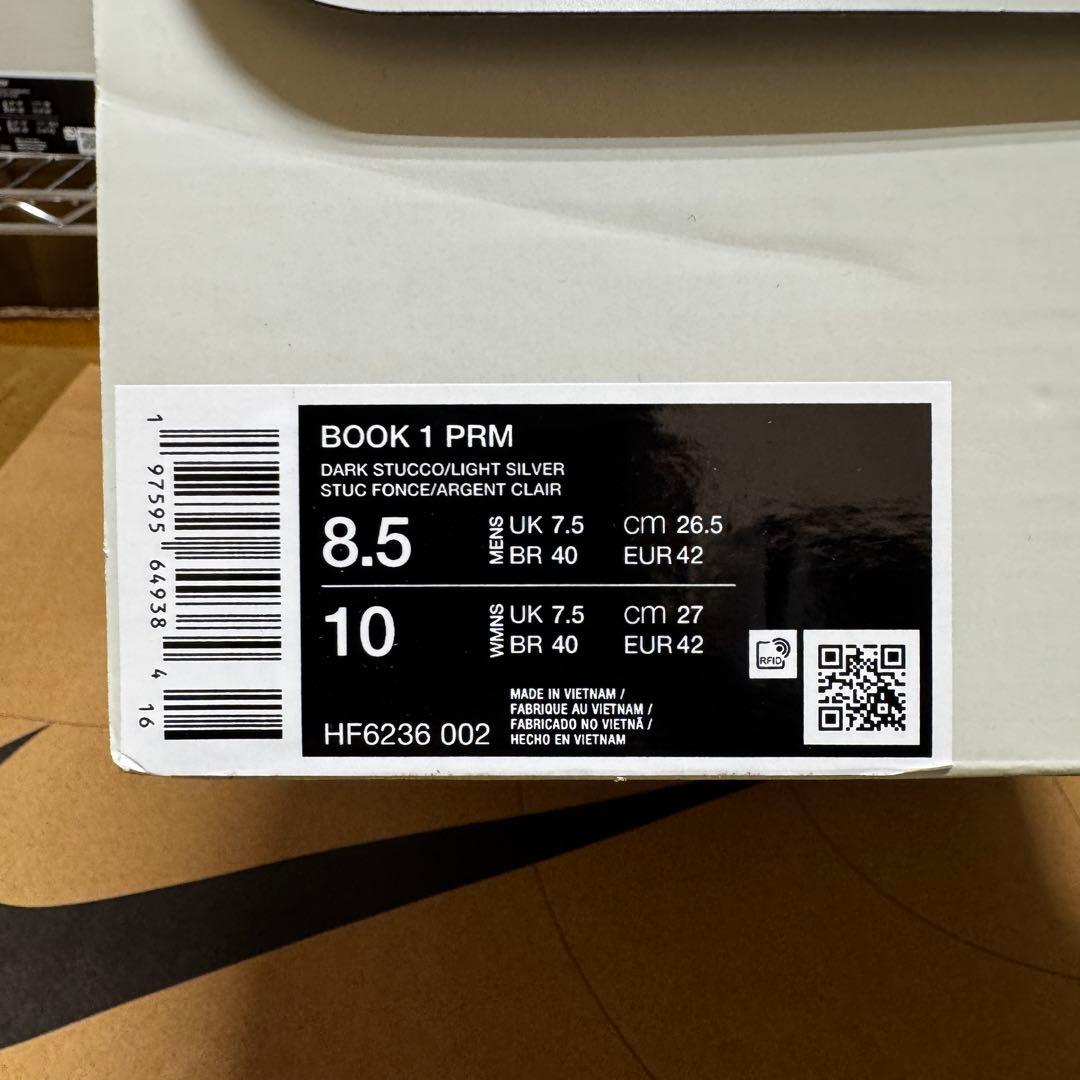 BOOK 1 PRM
DARK STUCCO/LIGHT SILVER
STUC FONCE/ARGENT CLAIR
8.5 MENS UK 7.5 cm 26.5
BR 40 EUR 42
10 WMNS UK 7.5 cm 27
BR 40 EUR 42
RFID
MADE IN VIETNAM /
FABRIQUE AU VIETNAM /
FABRICADO NO VIETNÃ /
HECHO EN VIETNAM
HF6236 002
1 97595 64938 4 16